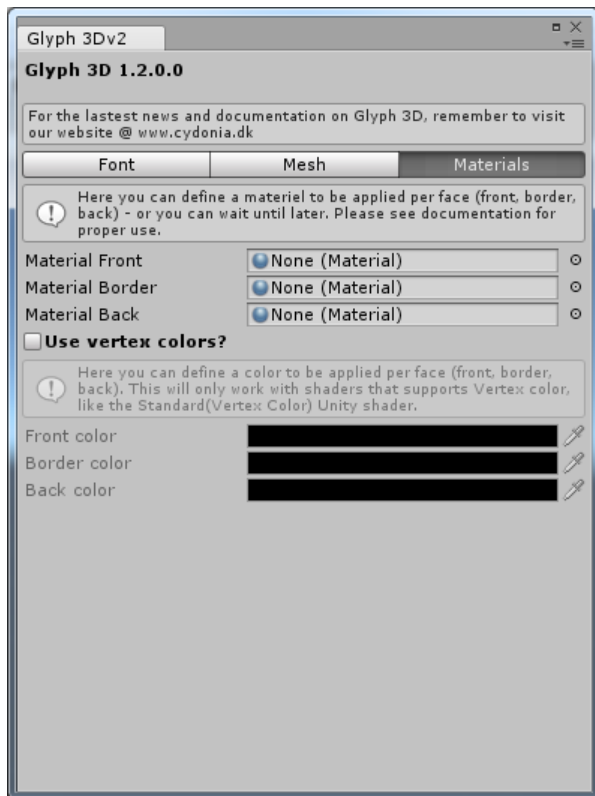 Glyph 3Dv2
Glyph 3D 1.2.0.0
For the lastest news and documentation on Glyph 3D, remember to visit
our website @ www.cydonia.dk
Font Mesh Materials
Here you can define a materiel to be applied per face (front, border,
back) - or you can wait until later. Please see documentation for
proper use.
Material Front None (Material)
Material Border None (Material)
Material Back None (Material)
Use vertex colors?
Here you can define a color to be applied per face (front, border,
back). This will only work with shaders that supports Vertex color,
like the Standard(Vertex Color) Unity shader.
Front color
Border color
Back color